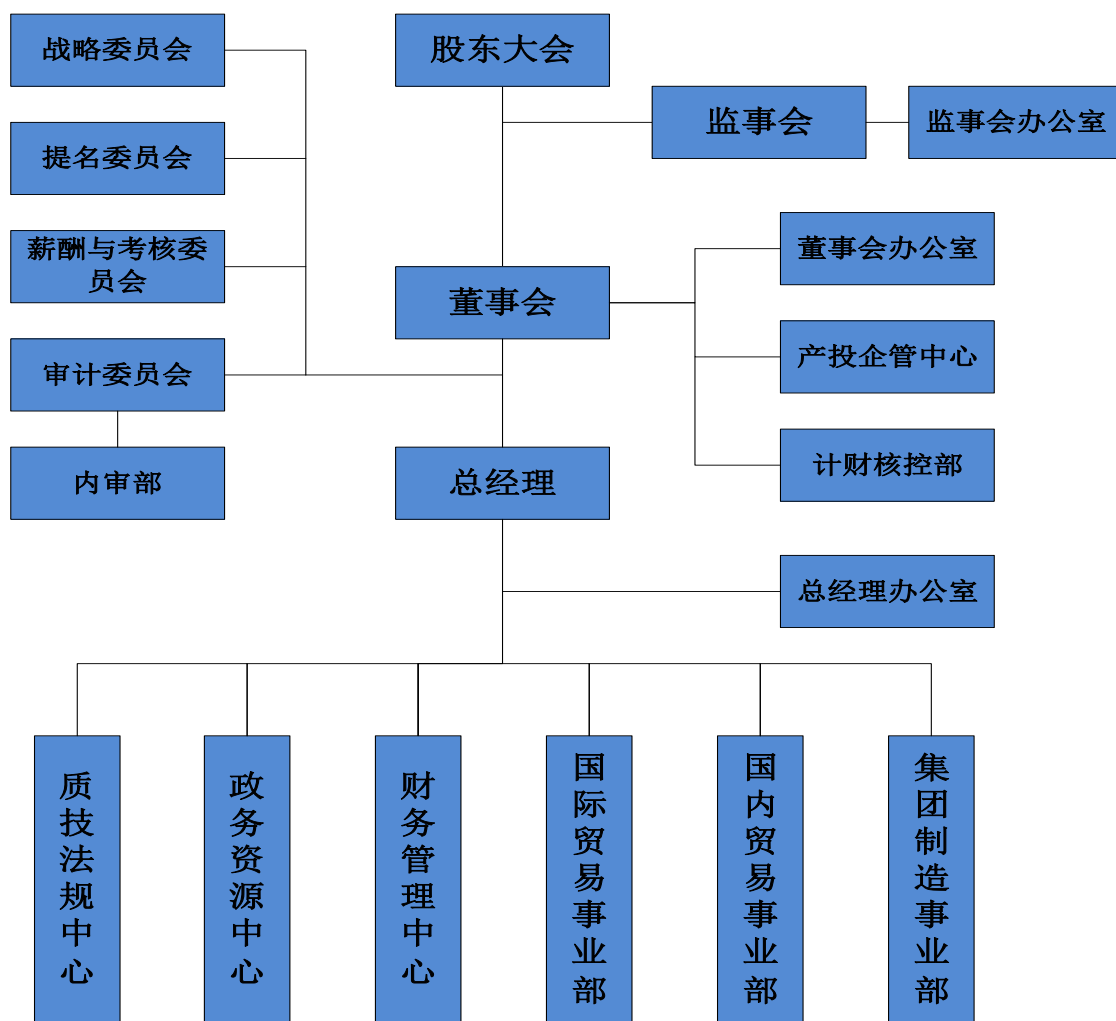 战略委员会
股东大会
监事会
监事会办公室
提名委员会
董事会办公室
薪酬与考核委
员会
董事会
产投企管中心
审计委员会
计财核控部
内审部
总经理
总经理办公室
质技法规中心
政务资源中心
财务管理中心
国际贸易事业部
国内贸易事业部
集团制造事业部